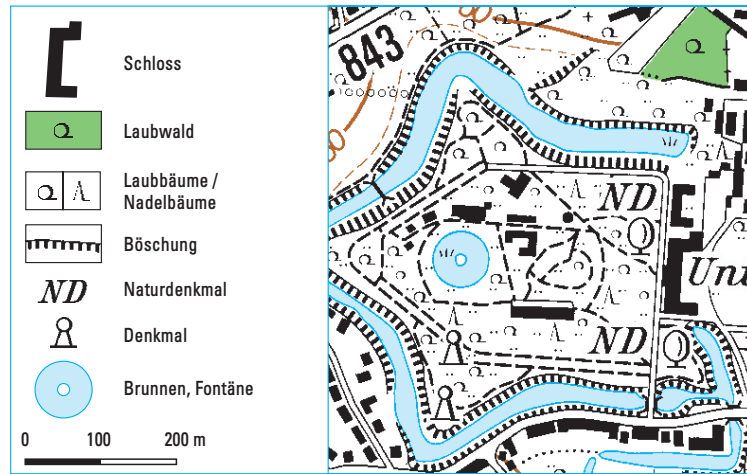 Schloss
Laubwald
Laubbäume /
Nadelbäume
Böschung
ND
Naturdenkmal
Denkmal
Brunnen, Fontäne
0 100 200 m
843
ND
Uni
ND